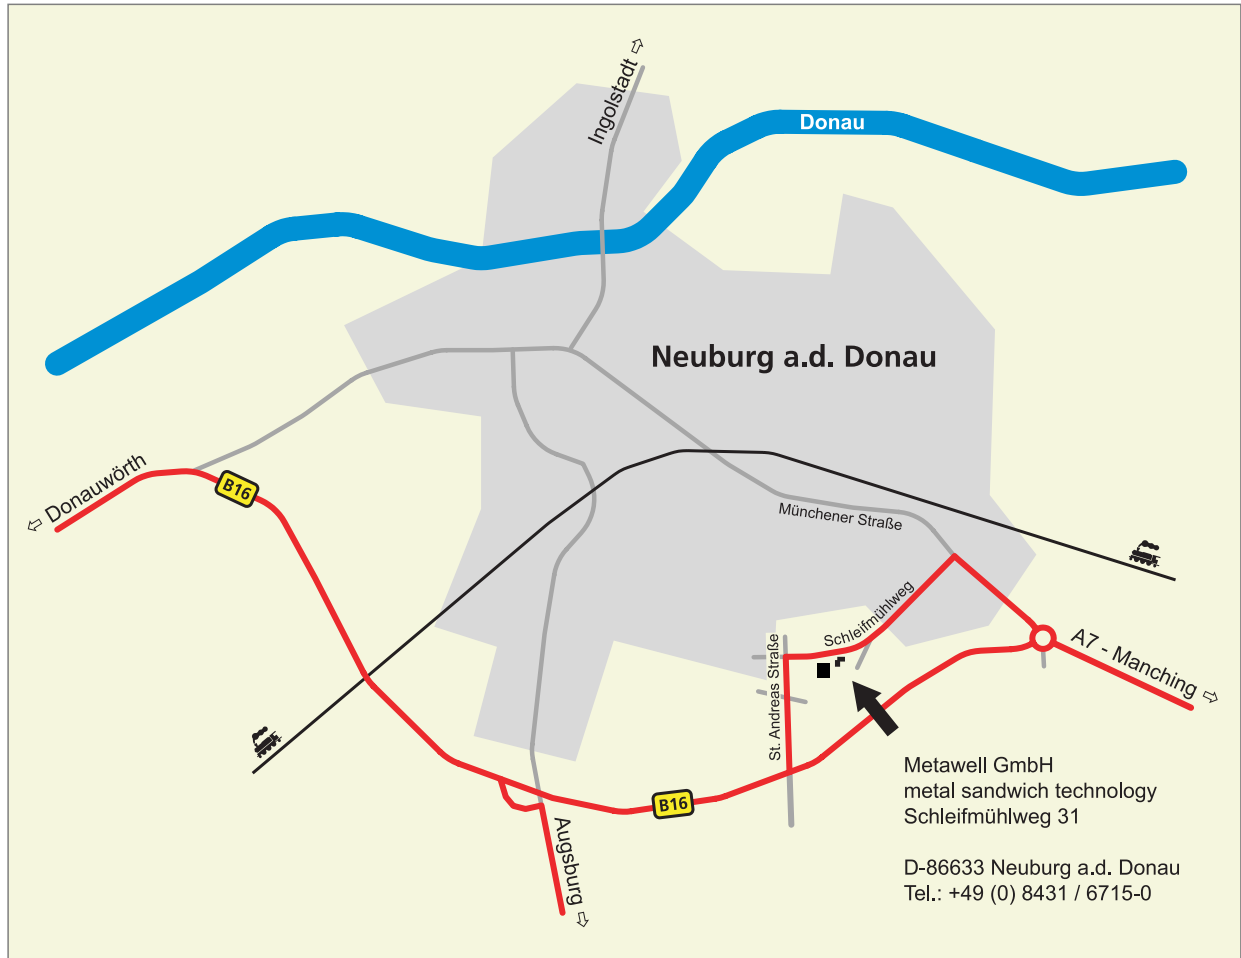 Ingolstadt
Donau
Neuburg a.d. Donau
Donauwörth
B16
Münchener Straße
Schleifmühlweg
St. Andreas Straße
A7 - Manching
B16
Augsburg
Metawell GmbH
metal sandwich technology
Schleifmühlweg 31
D-86633 Neuburg a.d. Donau
Tel.: +49 (0) 8431 / 6715-0